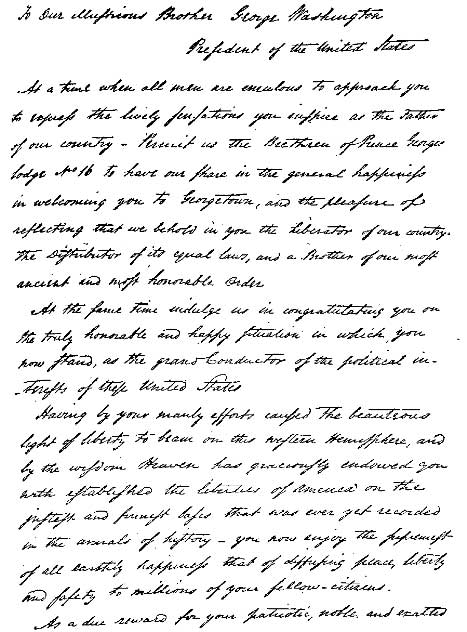 To Our Illustrious Brother George Washington
President of the United States
At a time when all men are emulous to approach you
to express the lively sensations you inspire as the Father
of our country – Permit us the Brethren of Prince Georges
lodge No 16 to have our share in the general happiness
in welcoming you to Georgetown, and the pleasure of
reflecting that we behold in you the liberator of our country –
the Distributor of its equal laws, and a Brother of our most
ancient and most honorable Order
At the same time indulge us in congratulating you on
the truly honorable and happy situation in which you
now stand, as the grand Conductor of the political in-
-terests of these United States
Having by your manly efforts caused the beauteous
light of liberty to beam on this western Hemisphere, and
by the wisdom Heaven has graciously endowed you
with established the liberties of America on the
justest and firmest basis that was ever yet recorded
in the annals of history – you now enjoy the supremest
of all earthly happiness that of diffusing peace, liberty
and safety to millions of your fellow-citizens.
As a due reward for your patriotic, noble and exalted